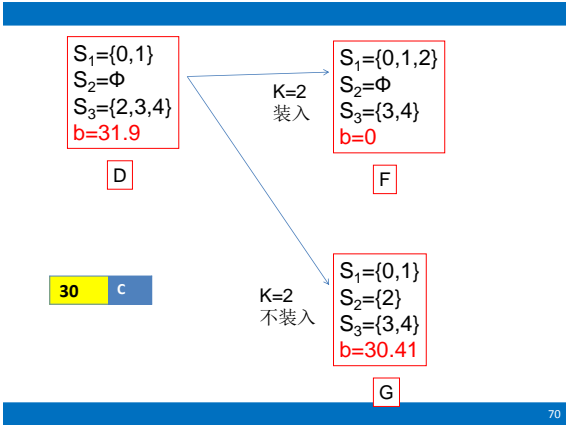 S₁={0,1}
S₂=Φ
S₃={2,3,4}
b=31.9
D
K=2
装入
S₁={0,1,2}
S₂=Φ
S₃={3,4}
b=0
F
30 C
K=2
不装入
S₁={0,1}
S₂={2}
S₃={3,4}
b=30.41
G
70